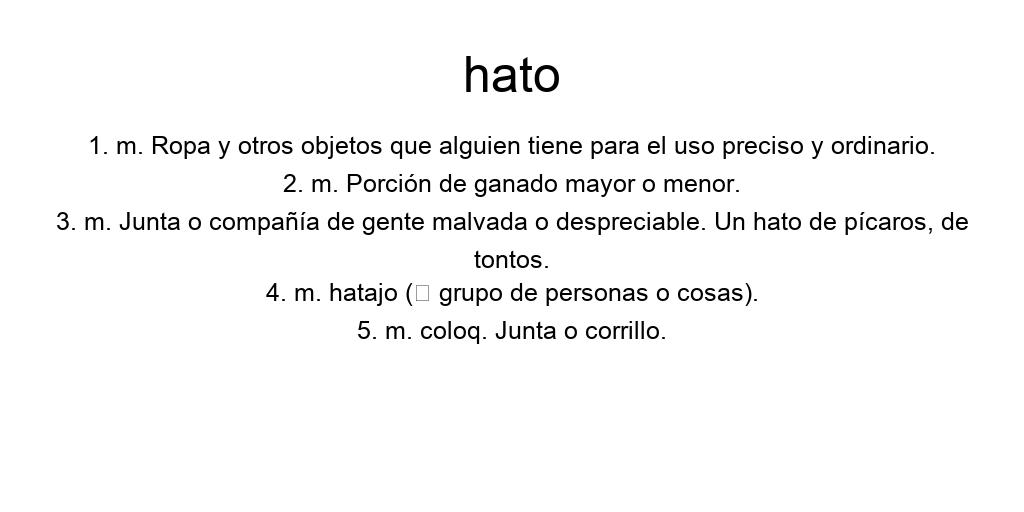 hato
1. m. Ropa y otros objetos que alguien tiene para el uso preciso y ordinario.
2. m. Porción de ganado mayor o menor.
3. m. Junta o compañía de gente malvada o despreciable. Un hato de pícaros, de
tontos.
4. m. hatajo (□ grupo de personas o cosas).
5. m. coloq. Junta o corrillo.